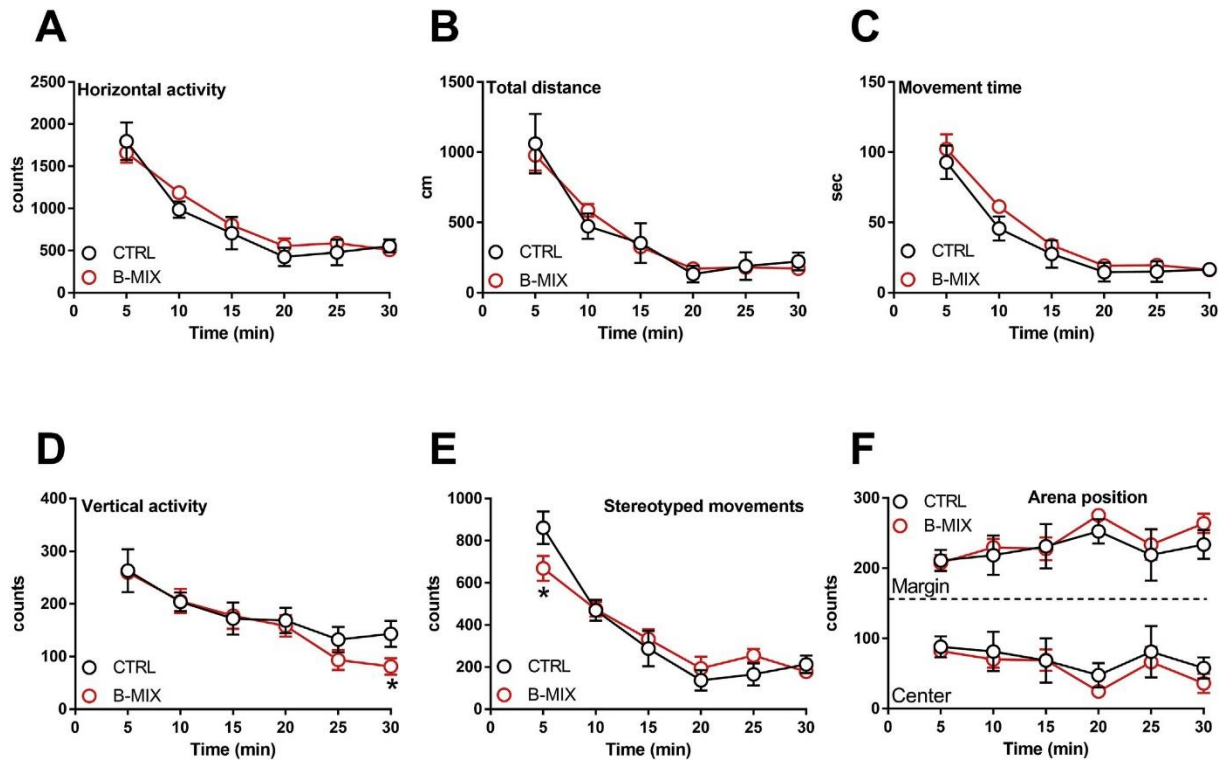 A
B
C
Horizontal activity
2500
2000
1500
1000
500
0
counts
CTRL
B-MIX
0 5 10 15 20 25 30
Time (min)
Total distance
1500
1000
500
0
cm
CTRL
B-MIX
0 5 10 15 20 25 30
Time (min)
Movement time
150
100
50
0
sec
CTRL
B-MIX
0 5 10 15 20 25 30
Time (min)
D
E
F
Vertical activity
400
300
200
100
0
counts
CTRL
B-MIX
*
0 5 10 15 20 25 30
Time (min)
Stereotyped movements
1000
800
600
400
200
0
counts
*
CTRL
B-MIX
0 5 10 15 20 25 30
Time (min)
Arena position
300
200
100
0
counts
CTRL
B-MIX
Margin
Center
0 5 10 15 20 25 30
Time (min)